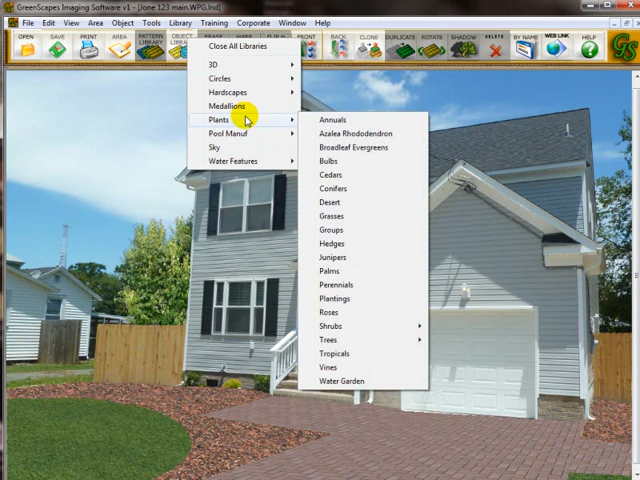 GreenScapes Imaging Software v1 - [Jone 123 main.WPG.lnd]
File Edit View Area Object Tools Library Training Corporate Window Help
OPEN SAVE PRINT AREA PATTERN LIBRARY FRONT BACK CLONE DUPLICATE ROTATE SHADOW DELETE BY NAME WEB LINK HELP GS
Close All Libraries
3D
Circles
Hardscapes
Medallions
Plants
Pool Manuf
Sky
Water Features
Annuals
Azalea Rhododendron
Broadleaf Evergreens
Bulbs
Cedars
Conifers
Desert
Grasses
Groups
Hedges
Junipers
Palms
Perennials
Plantings
Roses
Shrubs
Trees
Tropicals
Vines
Water Garden